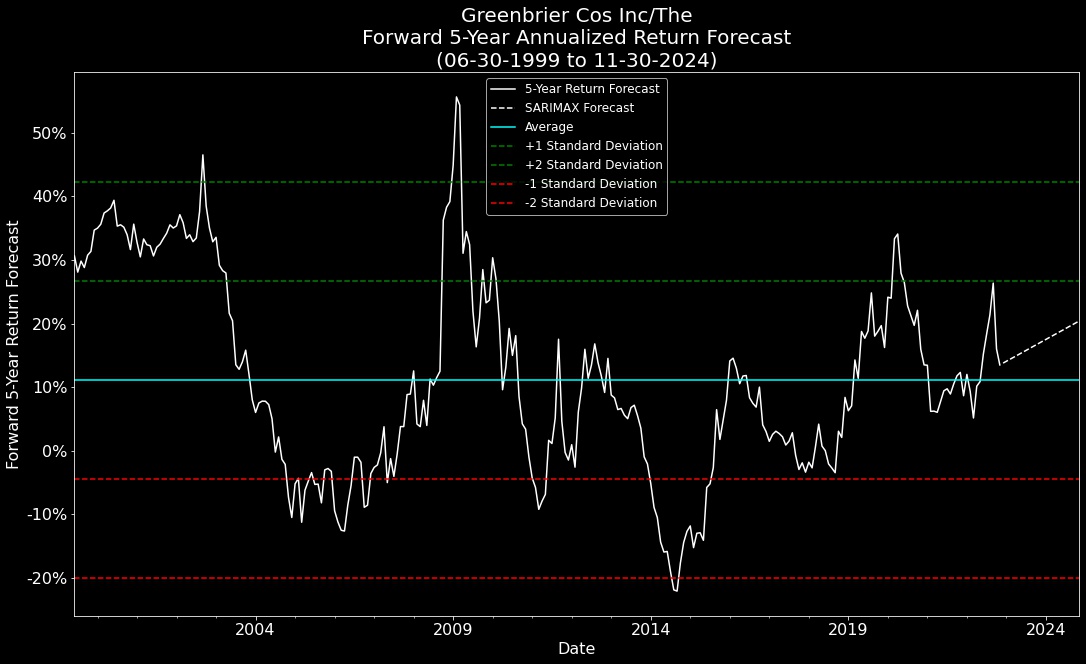 Greenbrier Cos Inc/The
Forward 5-Year Annualized Return Forecast
(06-30-1999 to 11-30-2024)
5-Year Return Forecast
SARIMAX Forecast
Average
+1 Standard Deviation
+2 Standard Deviation
-1 Standard Deviation
-2 Standard Deviation
Forward 5-Year Return Forecast
50%
40%
30%
20%
10%
0%
-10%
-20%
2004
2009
2014
2019
2024
Date